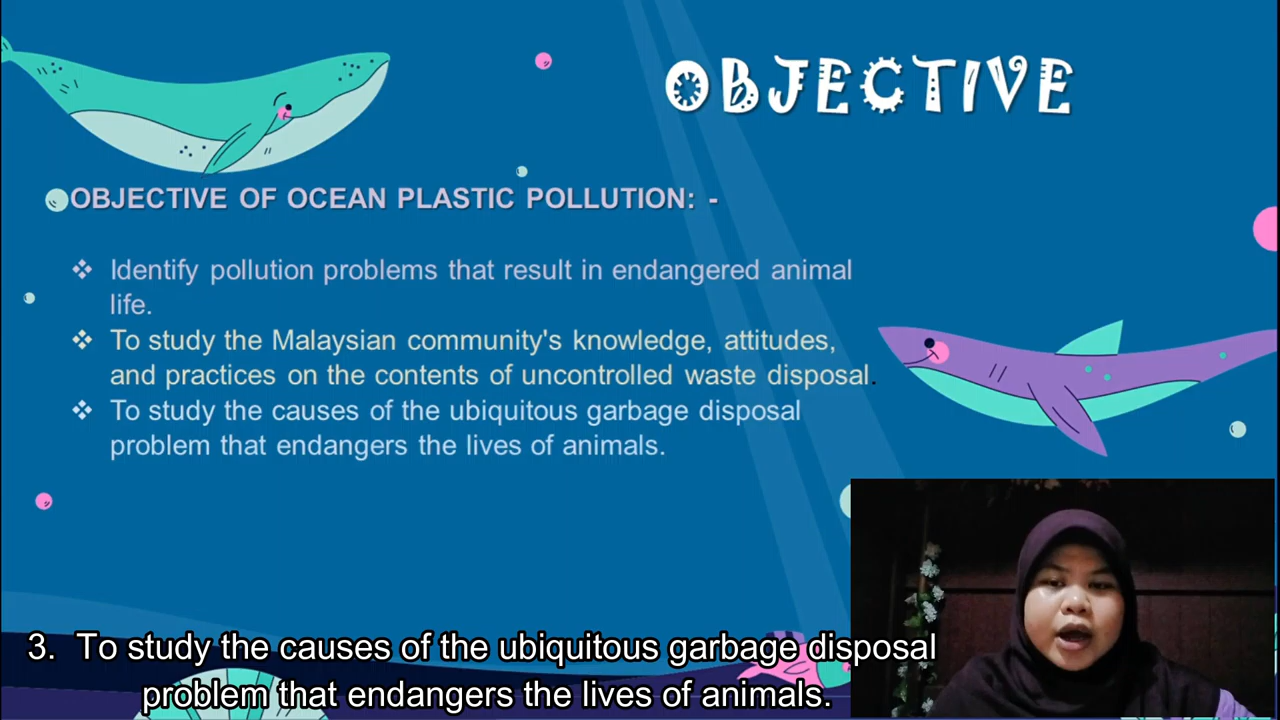 OBJECTIVE
OBJECTIVE OF OCEAN PLASTIC POLLUTION: -
❖ Identify pollution problems that result in endangered animal
life.
❖ To study the Malaysian community's knowledge, attitudes,
and practices on the contents of uncontrolled waste disposal.
❖ To study the causes of the ubiquitous garbage disposal
problem that endangers the lives of animals.
3. To study the causes of the ubiquitous garbage disposal
problem that endangers the lives of animals.